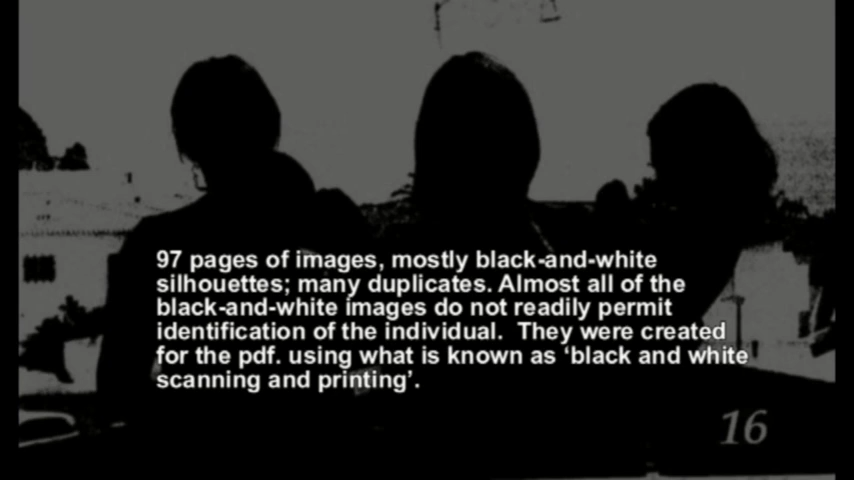 97 pages of images, mostly black-and-white
silhouettes; many duplicates. Almost all of the
black-and-white images do not readily permit
identification of the individual.  They were created
for the pdf. using what is known as ‘black and white
scanning and printing’.
16